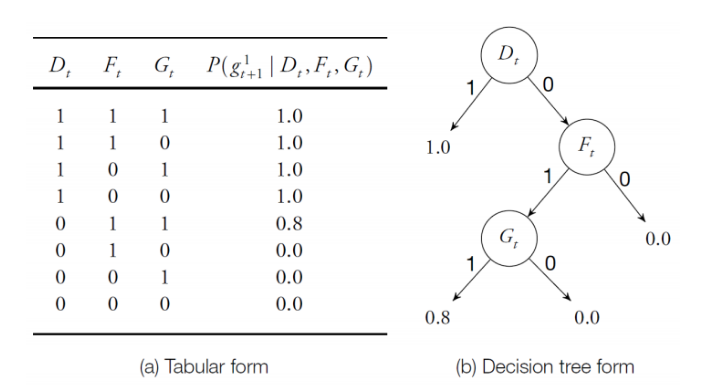 D_t F_t G_t P(g^1_{t+1} | D_t, F_t, G_t)
1 1 1 1.0
1 1 0 1.0
1 0 1 1.0
1 0 0 1.0
0 1 1 0.8
0 1 0 0.0
0 0 1 0.0
0 0 0 0.0
(a) Tabular form
D_t
1 0
1.0
F_t
1 0
G_t
0.0
1 0
0.8 0.0
(b) Decision tree form